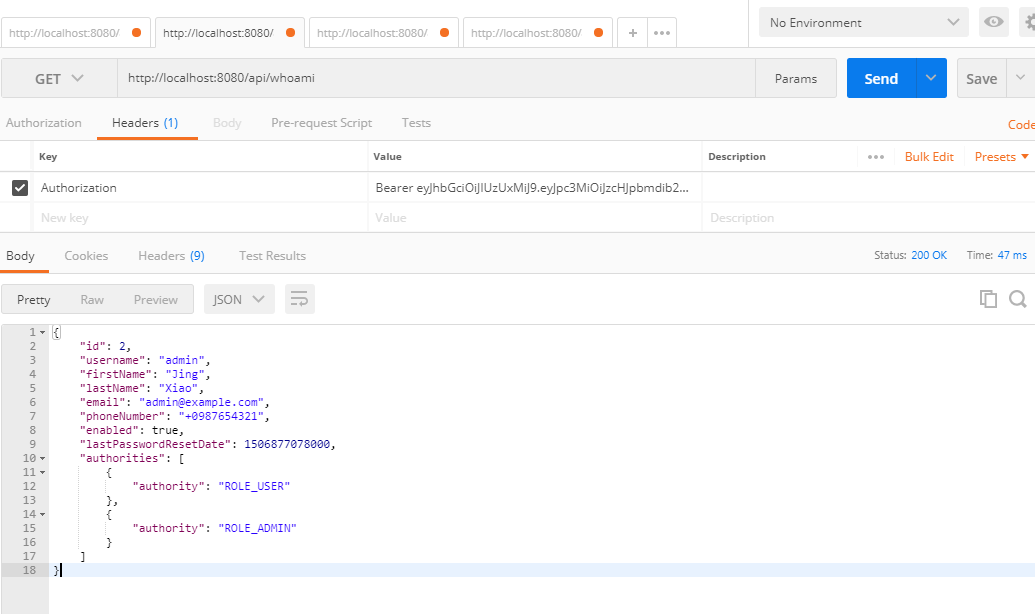 http://localhost:8080/ http://localhost:8080/ http://localhost:8080/ http://localhost:8080/ + ••• No Environment
GET http://localhost:8080/api/whoami Params Send Save
Authorization Headers (1) Body Pre-request Script Tests Code
Key Value Description ••• Bulk Edit Presets
Authorization Bearer eyJhbGciOiJIUzUxMiJ9.eyJpc3MiOiJzcHJpbmdib2...
New key Value Description
Body Cookies Headers (9) Test Results Status: 200 OK Time: 47 ms
Pretty Raw Preview JSON
1 {
2 "id": 2,
3 "username": "admin",
4 "firstName": "Jing",
5 "lastName": "Xiao",
6 "email": "admin@example.com",
7 "phoneNumber": "+0987654321",
8 "enabled": true,
9 "lastPasswordResetDate": 1506877078000,
10 "authorities": [
11 {
12 "authority": "ROLE_USER"
13 },
14 {
15 "authority": "ROLE_ADMIN"
16 }
17 ]
18 }